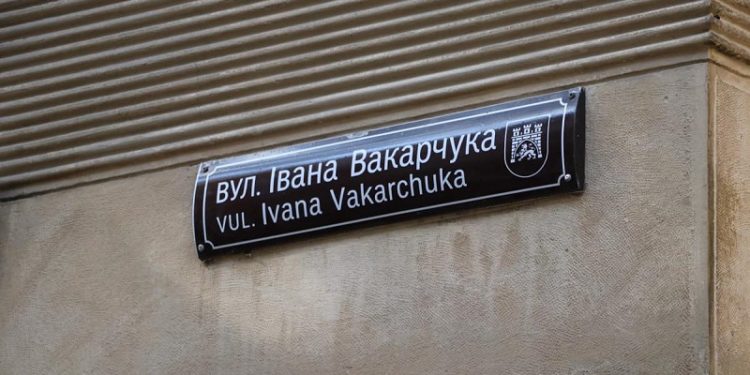 вул. Івана Вакарчука
vul. Ivana Vakarchuka